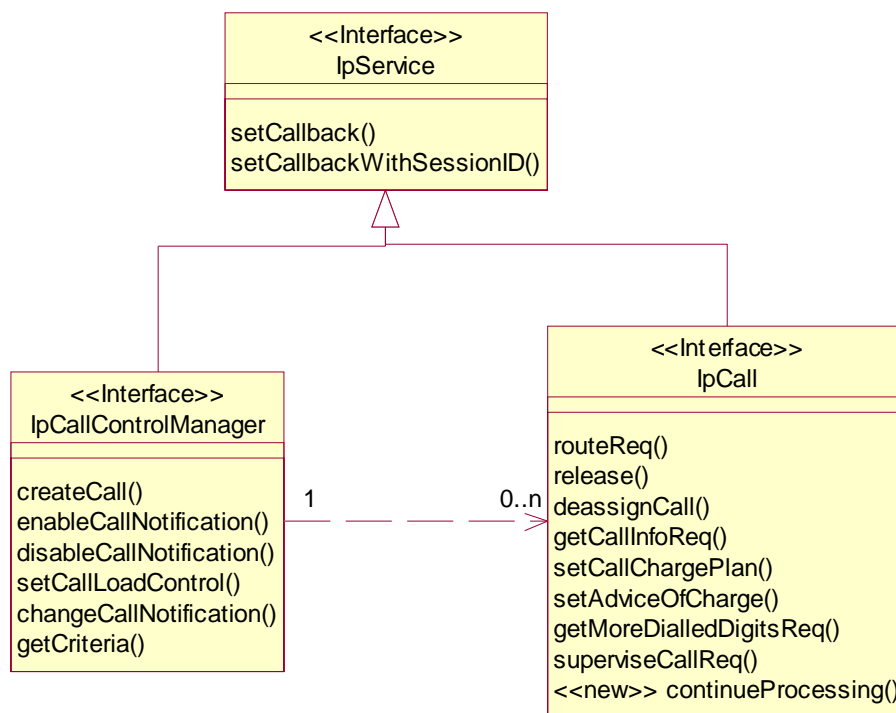 <<Interface>>
IpService
setCallback()
setCallbackWithSessionID()
<<Interface>>
IpCallControlManager
createCall()
enableCallNotification()
disableCallNotification()
setCallLoadControl()
changeCallNotification()
getCriteria()
1
0..n
<<Interface>>
IpCall
routeReq()
release()
deassignCall()
getCallInfoReq()
setCallChargePlan()
setAdviceOfCharge()
getMoreDialledDigitsReq()
superviseCallReq()
<<new>> continueProcessing()